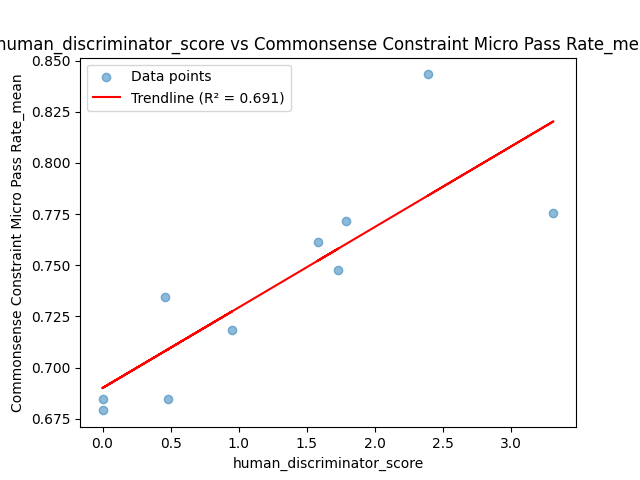 human_discriminator_score vs Commonsense Constraint Micro Pass Rate_me
Data points
Trendline (R² = 0.691)
Commonsense Constraint Micro Pass Rate_mean
0.850
0.825
0.800
0.775
0.750
0.725
0.700
0.675
0.0 0.5 1.0 1.5 2.0 2.5 3.0
human_discriminator_score